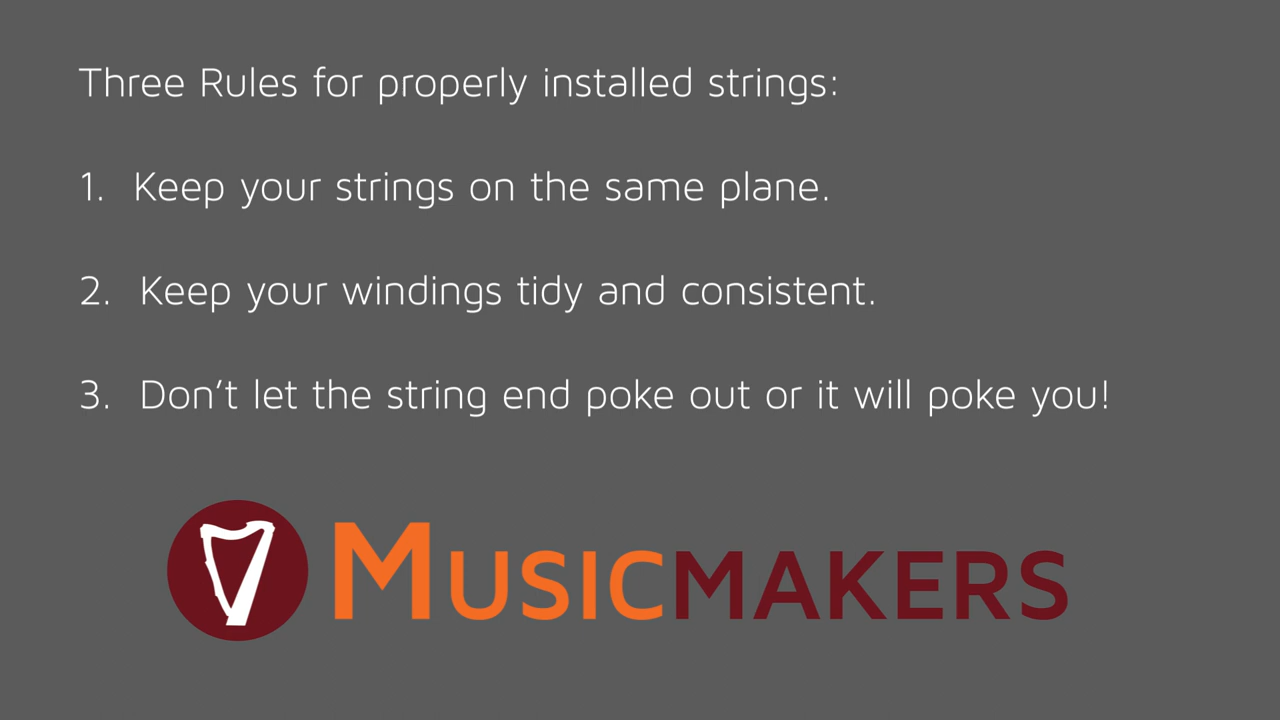 Three Rules for properly installed strings:
1. Keep your strings on the same plane.
2. Keep your windings tidy and consistent.
3. Don’t let the string end poke out or it will poke you!
MUSICMAKERS